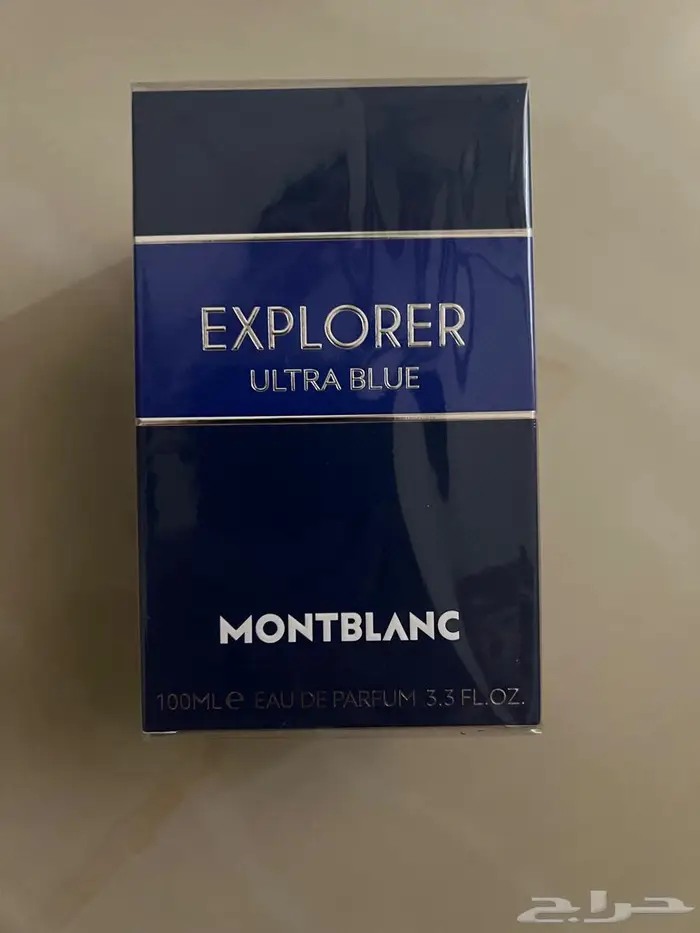 EXPLORER
ULTRA BLUE
MONTBLANC
100ML e EAU DE PARFUM 3.3 FL.OZ.
حراج